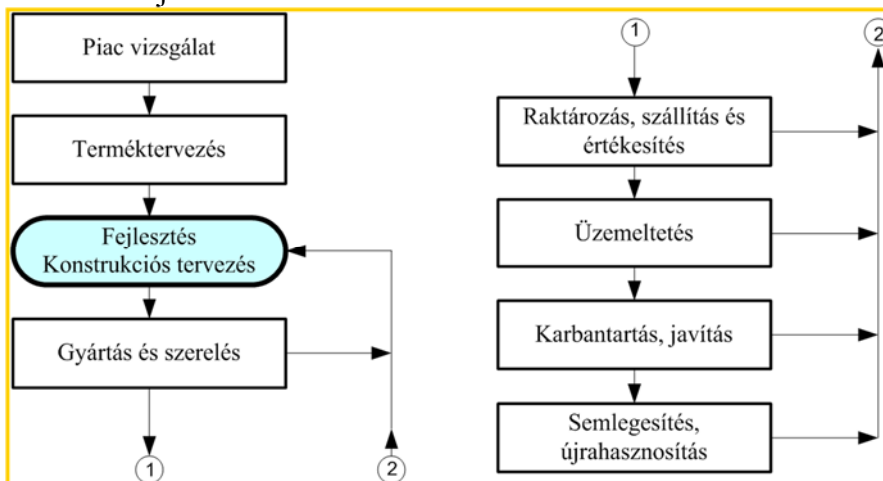 Piac vizsgálat
Terméktervezés
Fejlesztés
Konstrukciós tervezés
Gyártás és szerelés
1
2
1
2
Raktározás, szállítás és
értékesítés
Üzemeltetés
Karbantartás, javítás
Semlegesítés,
újrahasznosítás